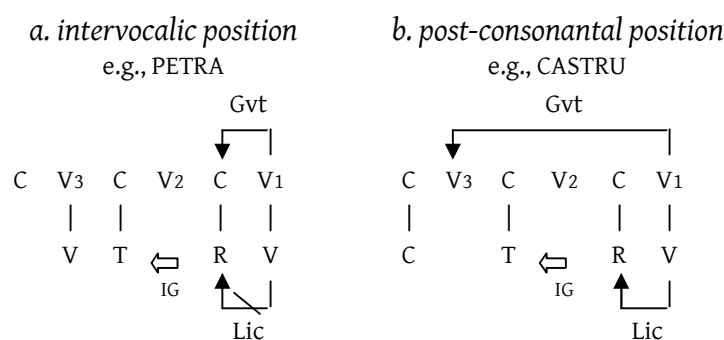 a. intervocalic position b. post-consonantal position
e.g., PETRA e.g., CASTRU
Gvt Gvt
C V3 C V2 C V1 C V3 C V2 C V1
V T R V C T R V
IG IG
Lic Lic